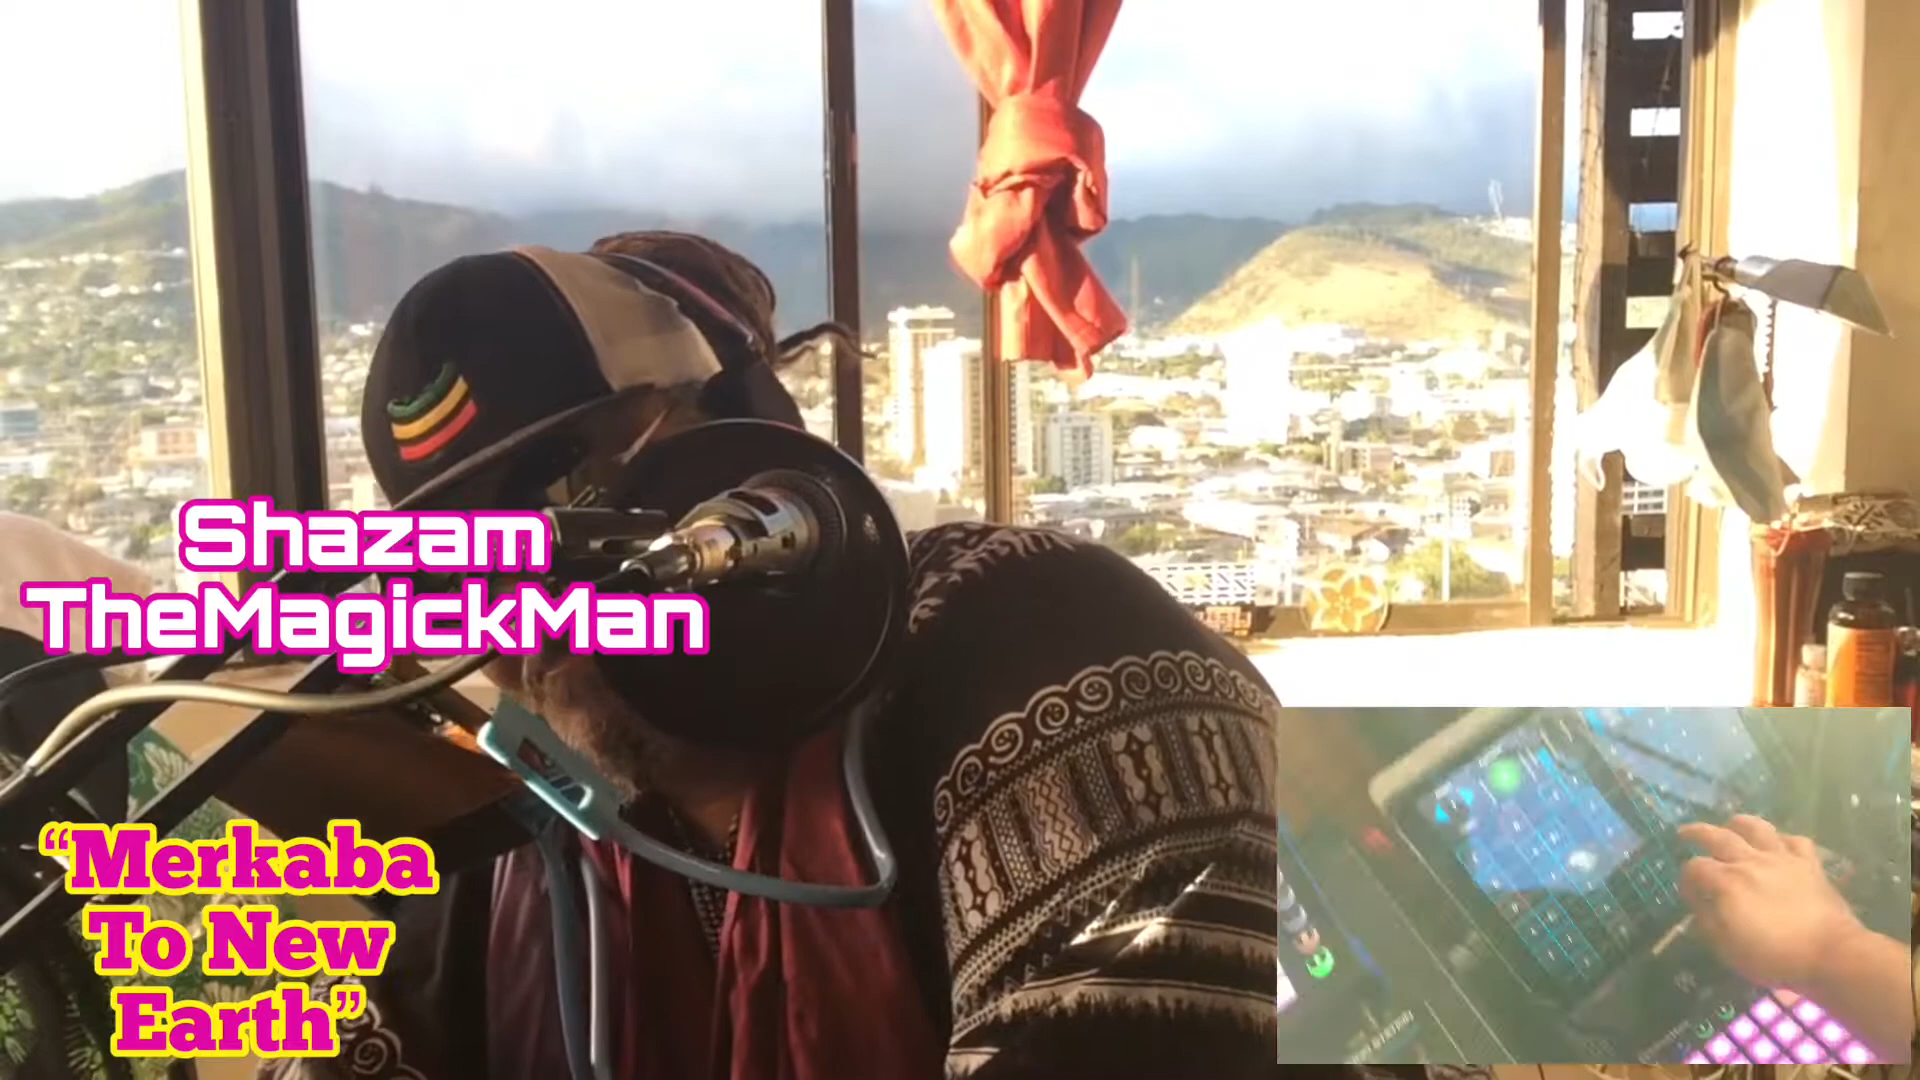 Shazam
TheMagickMan
“Merkaba
To New
Earth”